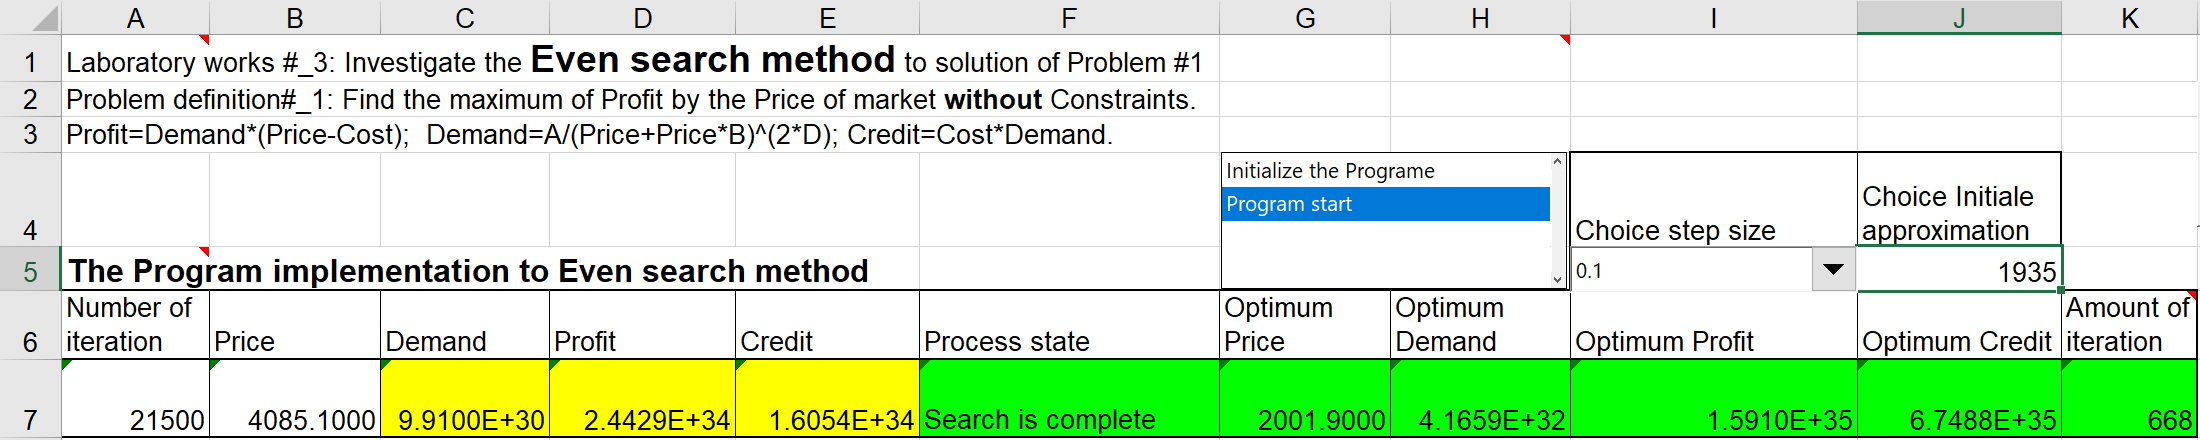 A B C D E F G H I J K
1 Laboratory works #_3: Investigate the Even search method to solution of Problem #1
2 Problem definition#_1: Find the maximum of Profit by the Price of market without Constraints.
3 Profit=Demand*(Price-Cost);  Demand=A/(Price+Price*B)^(2*D); Credit=Cost*Demand.
Initialize the Programe
Program start
4 Choice step size
Choice Initiale
approximation
5 The Program implementation to Even search method 0.1 1935
6 Number of
iteration
Price
Demand
Profit
Credit
Process state
Optimum
Price
Optimum
Demand
Optimum Profit
Optimum Credit
Amount of
iteration
7 21500 4085.1000 9.9100E+30 2.4429E+34 1.6054E+34 Search is complete 2001.9000 4.1659E+32 1.5910E+35 6.7488E+35 668